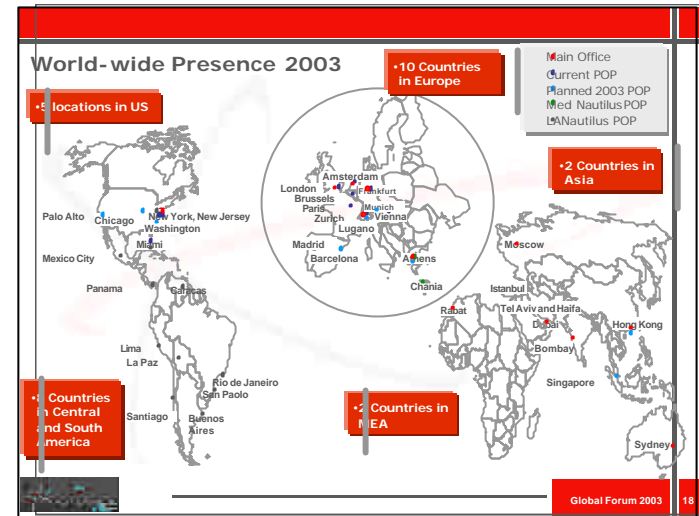 World-wide Presence 2003
•10 Countries
in Europe
Main Office
Current POP
Planned 2003 POP
Med Nautilus POP
LANautilus POP
•5 locations in US
•2 Countries in
Asia
Amsterdam
London
Frankfurt
Brussels
Paris
Munich
Zurich
Vienna
Lugano
Madrid
Barcelona
Athens
Chania
Palo Alto
Chicago
New York, New Jersey
Washington
Miami
Mexico City
Panama
Caracas
Moscow
Istanbul
Rabat
Tel Aviv and Haifa
Dubai
Hong Kong
Bombay
Singapore
Lima
La Paz
Rio de Janeiro
San Paolo
Santiago
Buenos
Aires
Sydney
•8 Countries
in Central
and South
America
•2 Countries in
MEA
Global Forum 2003
18